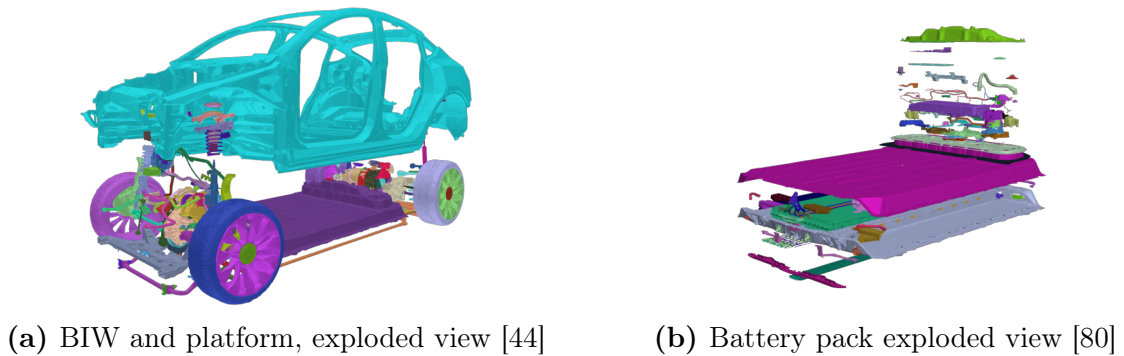 (a) BIW and platform, exploded view [44]
(b) Battery pack exploded view [80]